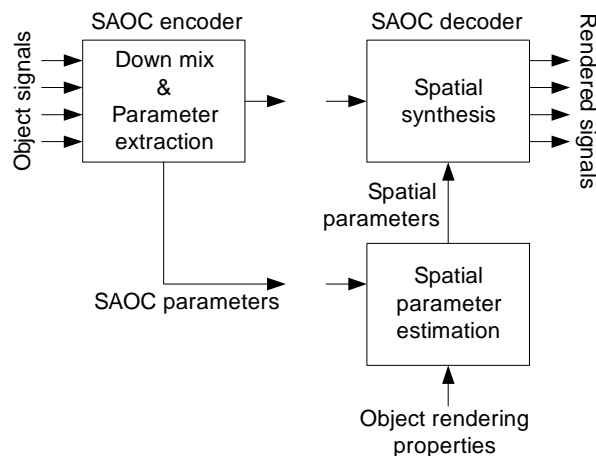 SAOC encoder
SAOC decoder
Object signals
Down mix
&
Parameter
extraction
Spatial
synthesis
Rendered signals
Spatial
parameters
SAOC parameters
Spatial
parameter
estimation
Object rendering
properties